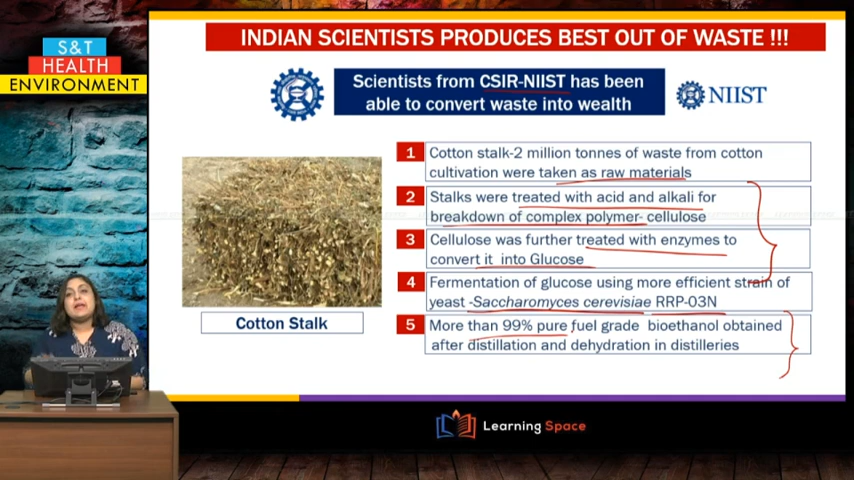 S&T
HEALTH
ENVIRONMENT
INDIAN SCIENTISTS PRODUCES BEST OUT OF WASTE !!!
Scientists from CSIR-NIIST has been
able to convert waste into wealth
NIIST
1 Cotton stalk-2 million tonnes of waste from cotton
cultivation were taken as raw materials
2 Stalks were treated with acid and alkali for
breakdown of complex polymer- cellulose
3 Cellulose was further treated with enzymes to
convert it into Glucose
4 Fermentation of glucose using more efficient strain of
yeast -Saccharomyces cerevisiae RRP-03N
5 More than 99% pure fuel grade bioethanol obtained
after distillation and dehydration in distilleries
Cotton Stalk
Learning Space